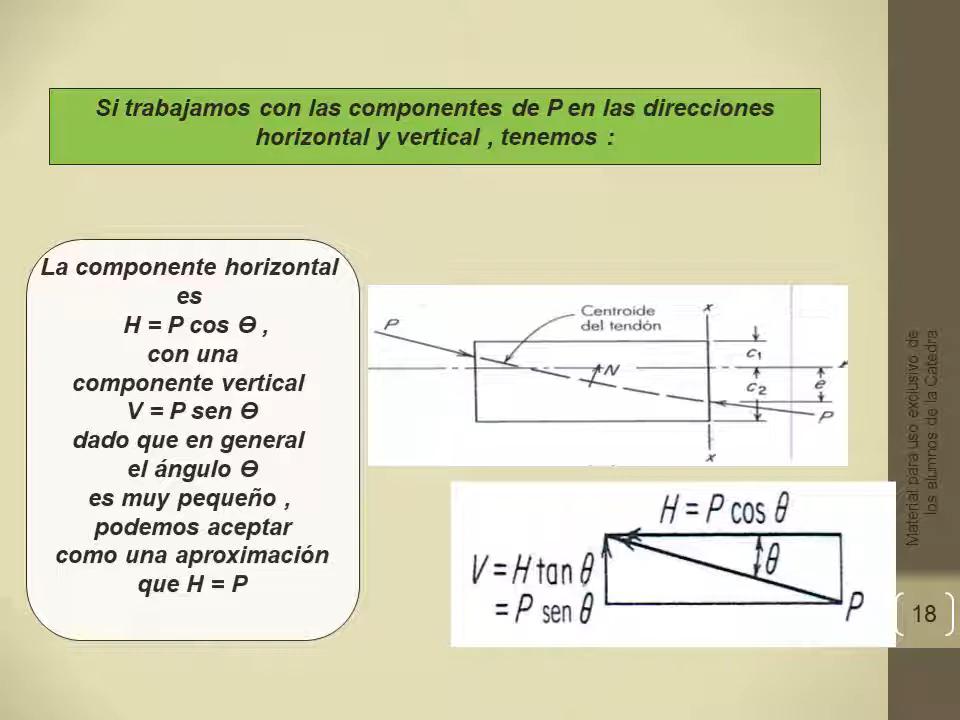 Si trabajamos con las componentes de P en las direcciones
horizontal y vertical , tenemos :
La componente horizontal
es
H = P cos ϴ ,
con una
componente vertical
V = P sen ϴ
dado que en general
el ángulo ϴ
es muy pequeño ,
podemos aceptar
como una aproximación
que H = P
P
Centroide
del tendón
x
c₁
N
c₂
e
P
x
H = P cos θ
V = H tan θ
= P sen θ
θ
P
Material para uso exclusivo de
los alumnos de la Catedra
18